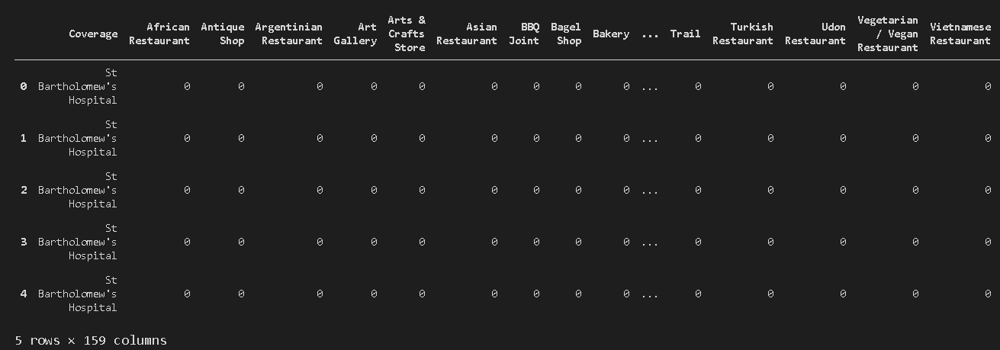 Coverage African Restaurant Antique Shop Argentinian Restaurant Art Gallery Arts & Crafts Store Asian Restaurant BBQ Joint Bagel Shop Bakery ... Trail Turkish Restaurant Udon Restaurant Vegetarian / Vegan Restaurant Vietnamese Restaurant
0 St Bartholomew's Hospital 0 0 0 0 0 0 0 0 0 ... 0 0 0 0 0
1 St Bartholomew's Hospital 0 0 0 0 0 0 0 0 0 ... 0 0 0 0 0
2 St Bartholomew's Hospital 0 0 0 0 0 0 0 0 0 ... 0 0 0 0 0
3 St Bartholomew's Hospital 0 0 0 0 0 0 0 0 0 ... 0 0 0 0 0
4 St Bartholomew's Hospital 0 0 0 0 0 0 0 0 0 ... 0 0 0 0 0
5 rows × 159 columns